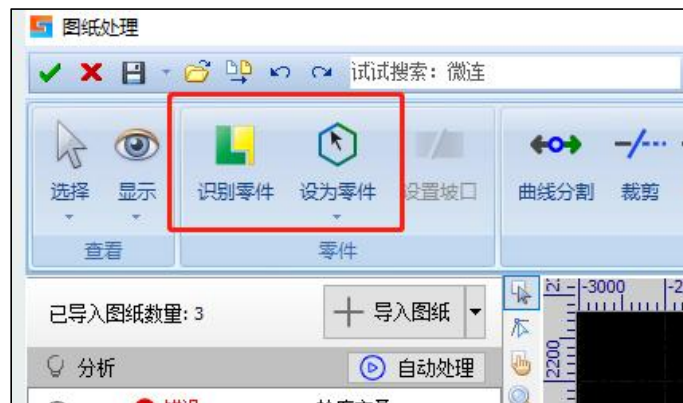 图纸处理
试试搜索：微连
选择 显示 识别零件 设为零件 设置坡口 曲线分割 裁剪
查看 零件
已导入图纸数量: 3 导入图纸
-3000 -2
2200
分析 自动处理